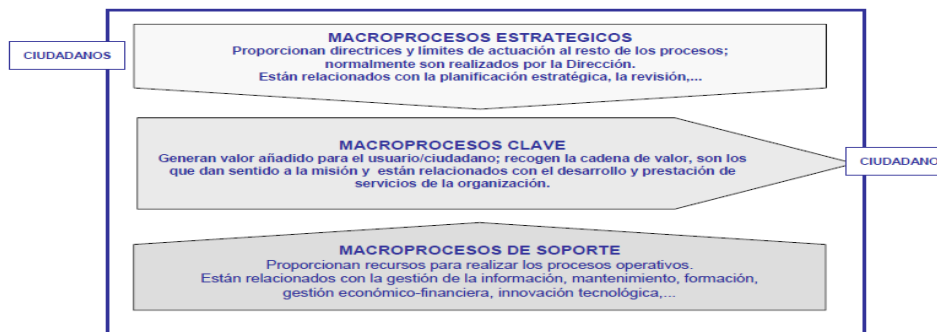 CIUDADANOS
MACROPROCESOS ESTRATEGICOS
Proporcionan directrices y límites de actuación al resto de los procesos;
normalmente son realizados por la Dirección.
Están relacionados con la planificación estratégica, la revisión,...
MACROPROCESOS CLAVE
Generan valor añadido para el usuario/ciudadano; recogen la cadena de valor, son los
que dan sentido a la misión y están relacionados con el desarrollo y prestación de
servicios de la organización.
CIUDADANO
MACROPROCESOS DE SOPORTE
Proporcionan recursos para realizar los procesos operativos.
Están relacionados con la gestión de la información, mantenimiento, formación,
gestión económico-financiera, innovación tecnológica,...